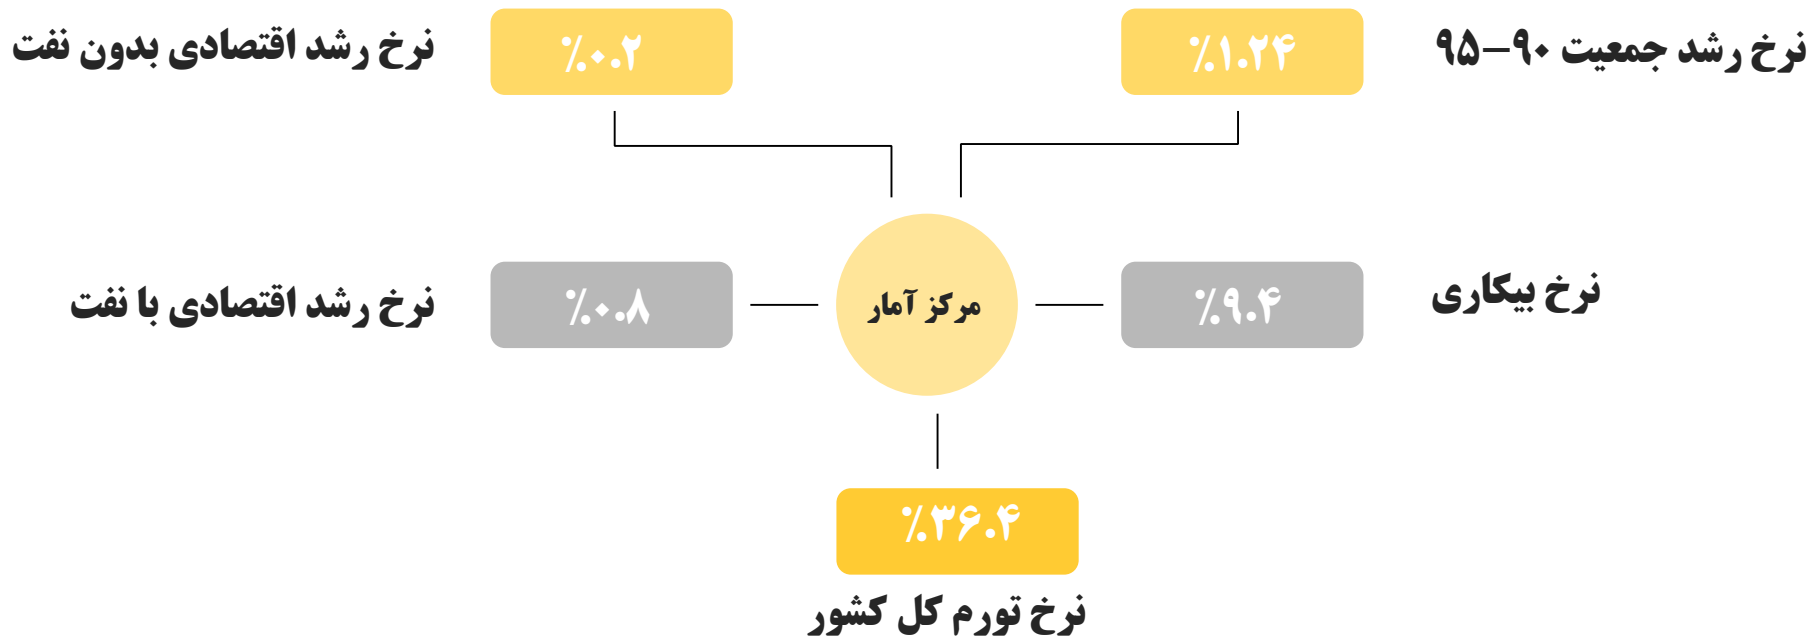 نرخ رشد جمعیت ۹۰-۹۵
%۱.۲۴
%۰.۲
نرخ رشد اقتصادی بدون نفت
نرخ بیکاری
%۹.۴
مرکز آمار
%۰.۸
نرخ رشد اقتصادی با نفت
%۳۶.۴
نرخ تورم کل کشور